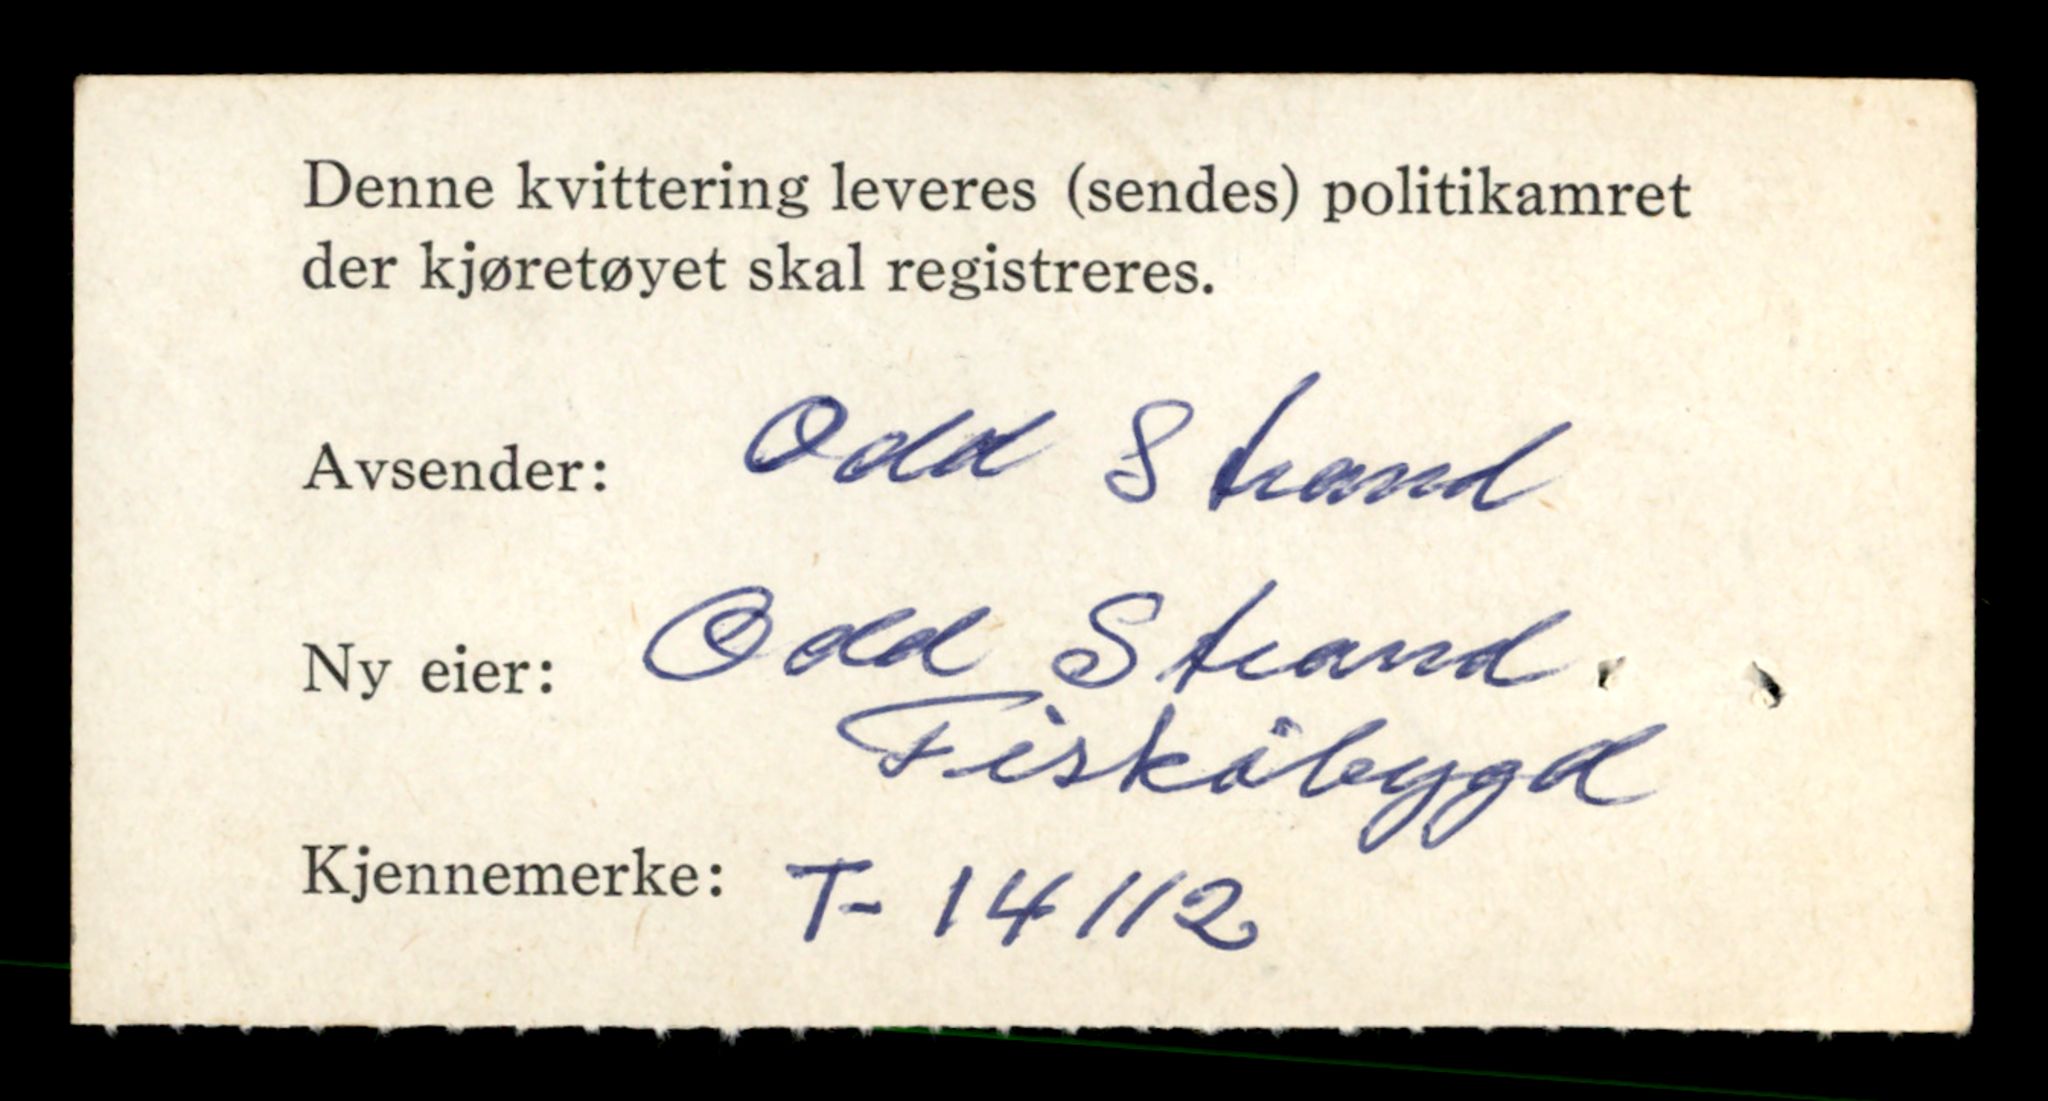 Denne kvittering leveres (sendes) politikamret
der kjøretøyet skal registreres.
Avsender: Odd Strand
Ny eier: Odd Strand.
Fiskåbygd
Kjennemerke: T-14112